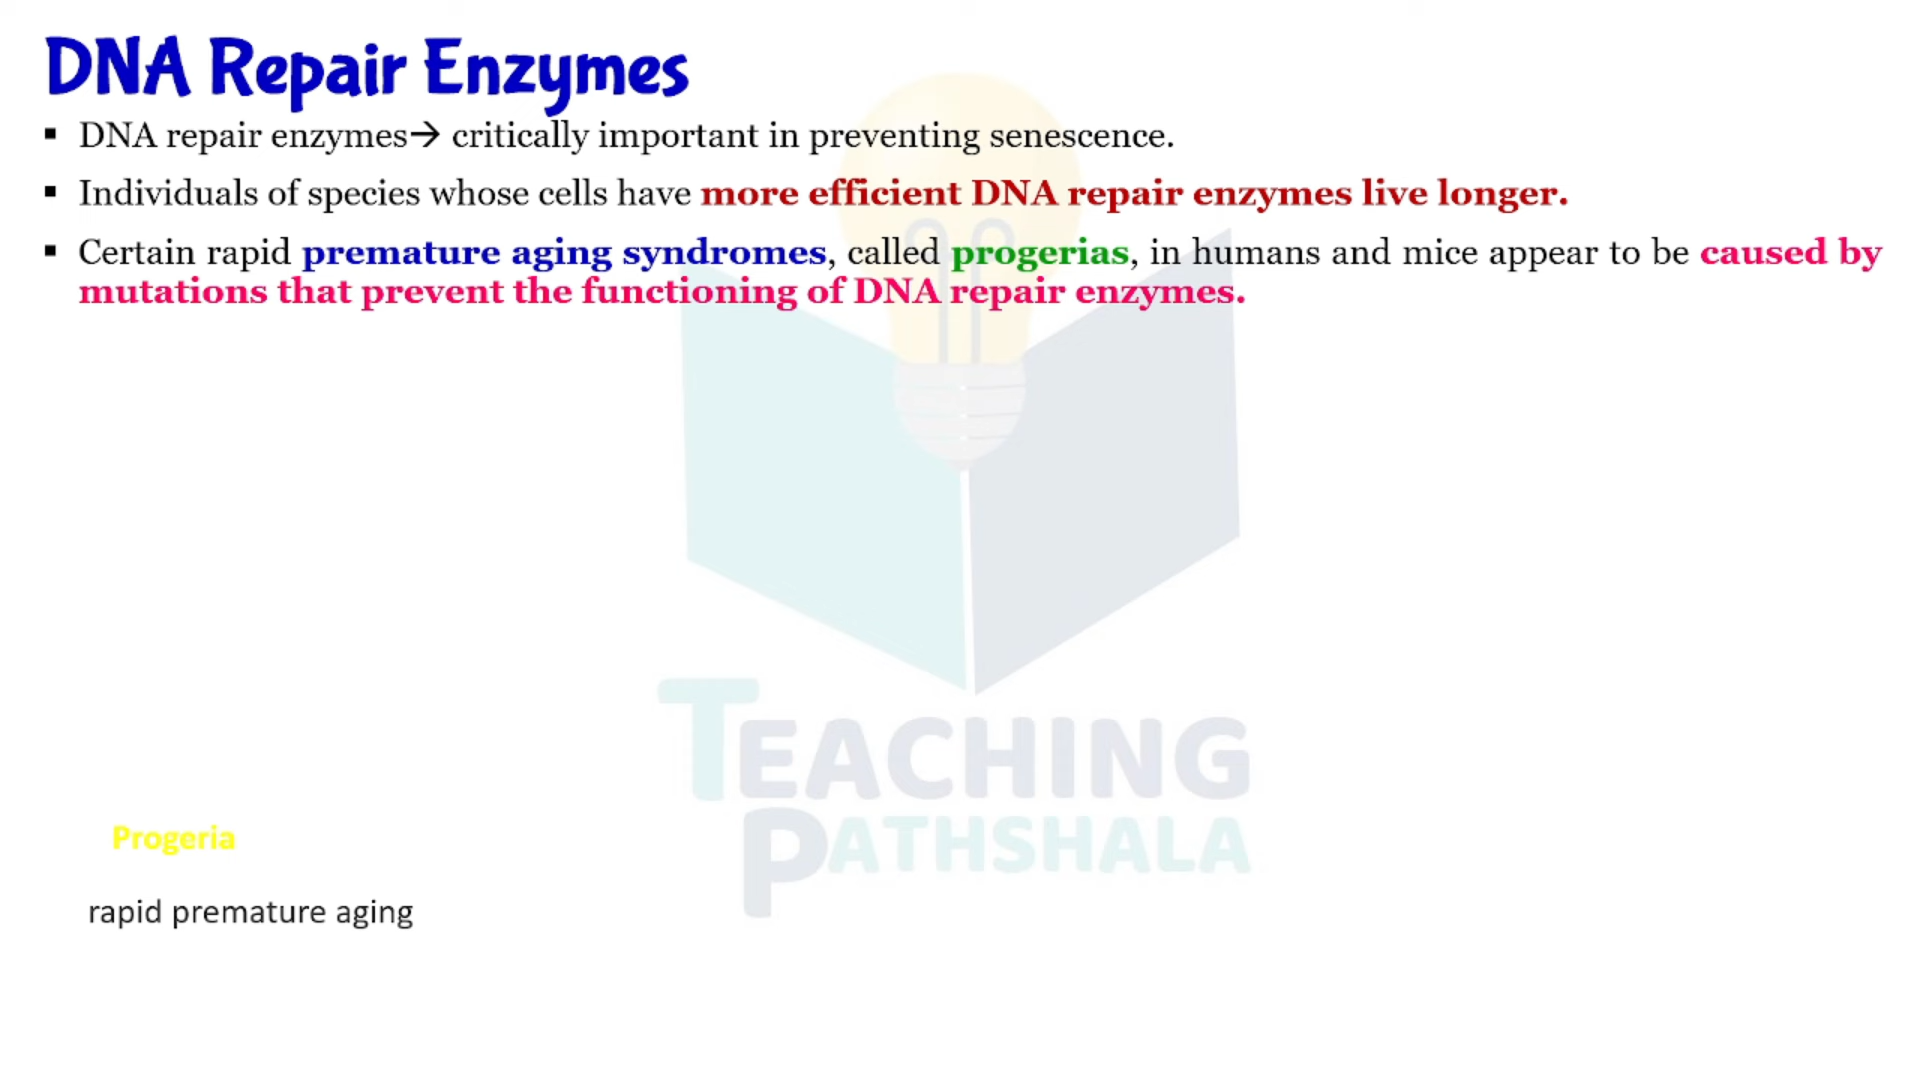 DNA Repair Enzymes
▪ DNA repair enzymes→ critically important in preventing senescence.
▪ Individuals of species whose cells have more efficient DNA repair enzymes live longer.
▪ Certain rapid premature aging syndromes, called progerias, in humans and mice appear to be caused by
mutations that prevent the functioning of DNA repair enzymes.
TEACHING
PATHSHALA
Progeria
rapid premature aging